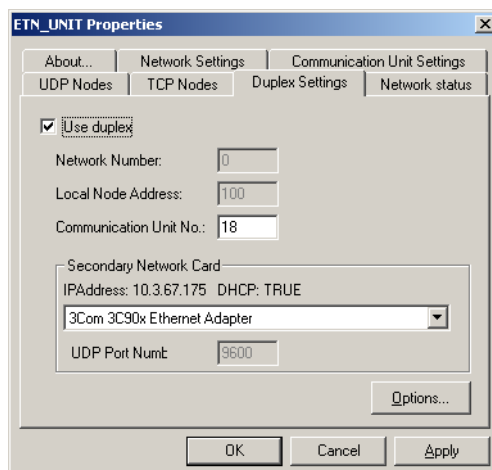 ETN_UNIT Properties
About... Network Settings Communication Unit Settings
UDP Nodes TCP Nodes Duplex Settings Network status
Use duplex
Network Number: 0
Local Node Address: 100
Communication Unit No.: 18
Secondary Network Card
IPAddress: 10.3.67.175 DHCP: TRUE
3Com 3C90x Ethernet Adapter
UDP Port Numt 9600
Options...
OK Cancel Apply